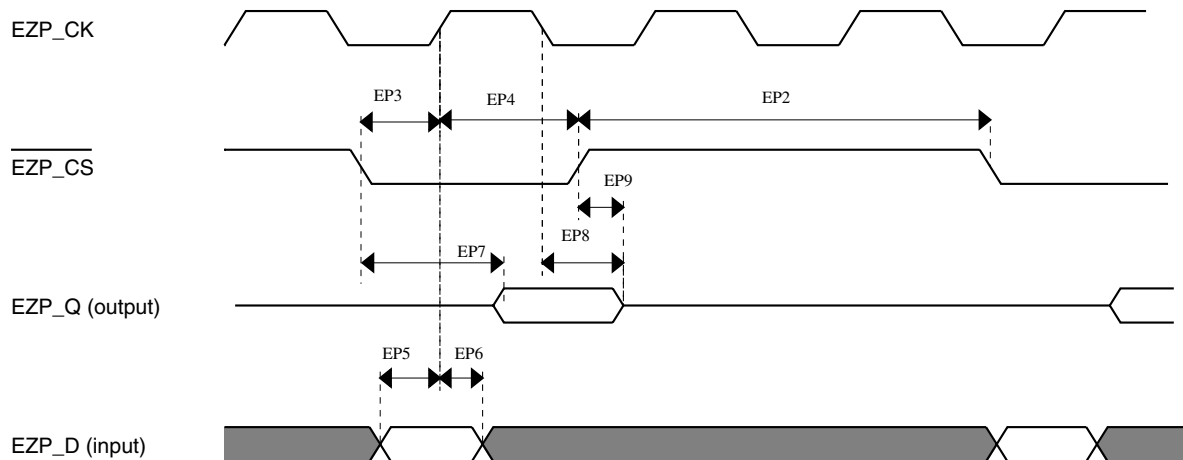 EZP_CK
EP3
EP4
EP2
EZP_CS
EP9
EP8
EP7
EZP_Q (output)
EP5
EP6
EZP_D (input)